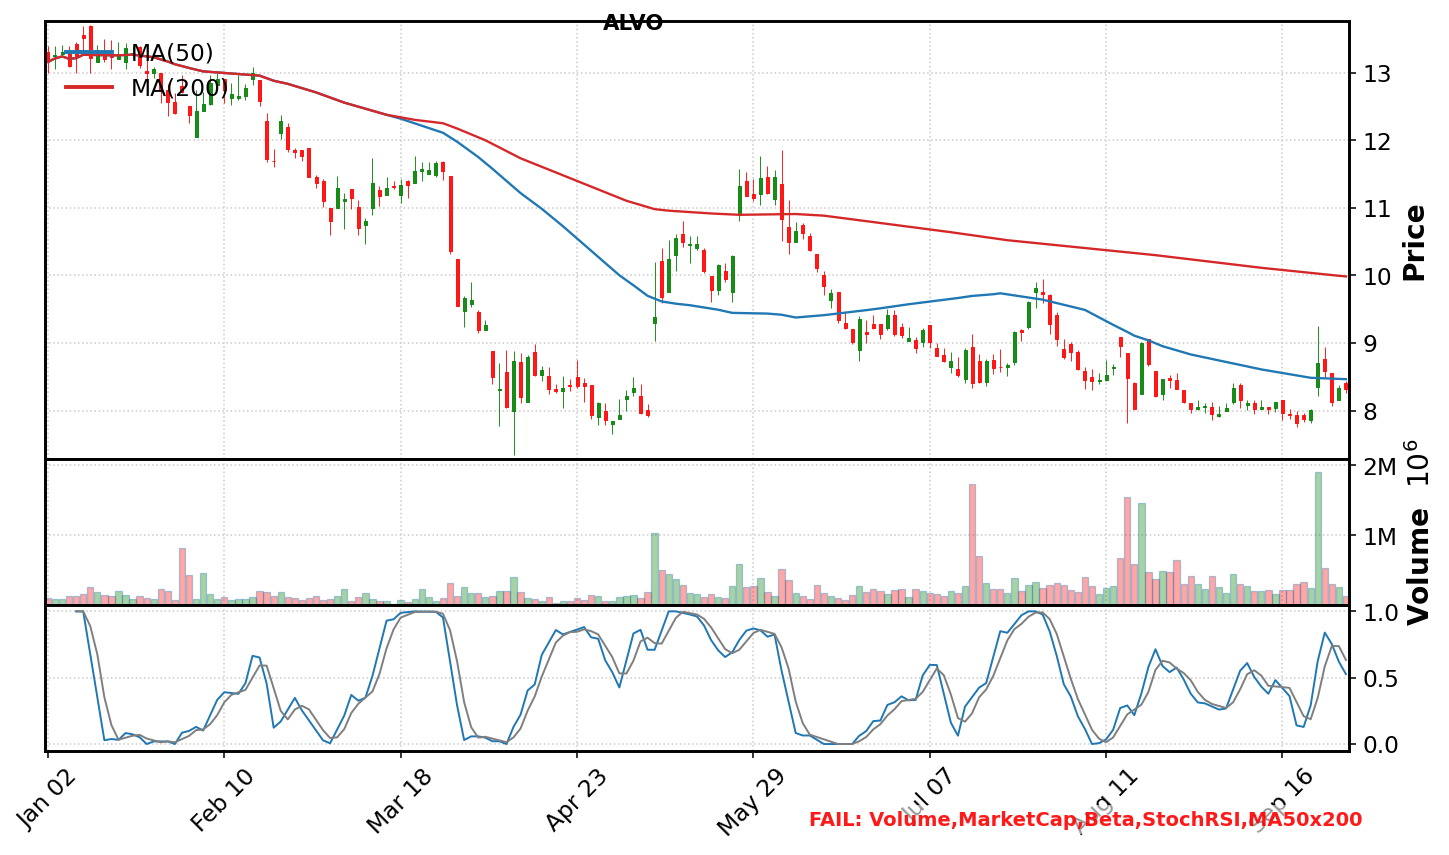 ALVO
MA(50)
MA(200)
13
12
11
10
9
8
Price
2M
1M
Volume 10^6
1.0
0.5
0.0
Jan 02
Feb 10
Mar 18
Apr 23
May 29
Jul 07
Aug 11
Sep 16
FAIL: Volume,MarketCap,Beta,StochRSI,MA50x200